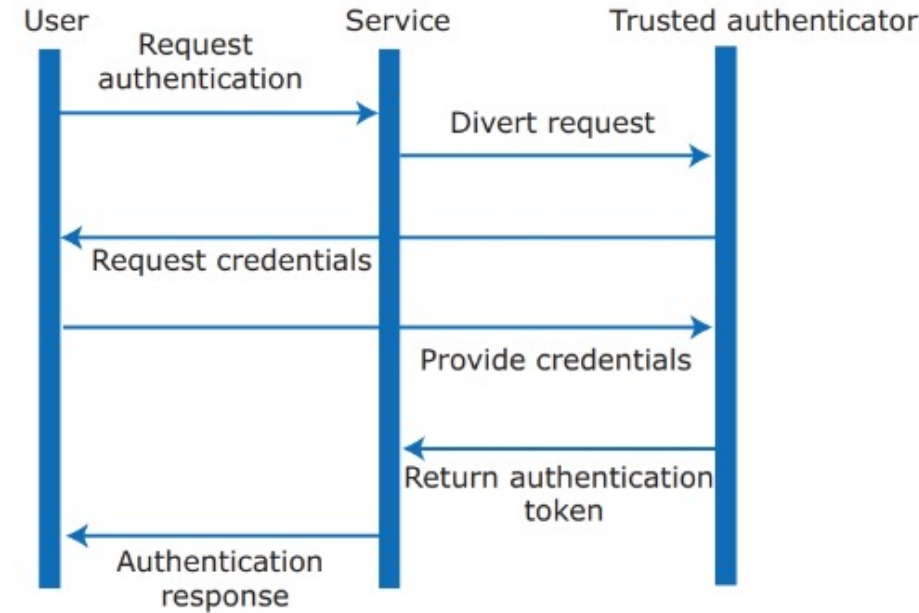 User
Service
Trusted authenticator
Request
authentication
Divert request
Request credentials
Provide credentials
Return authentication
token
Authentication
response